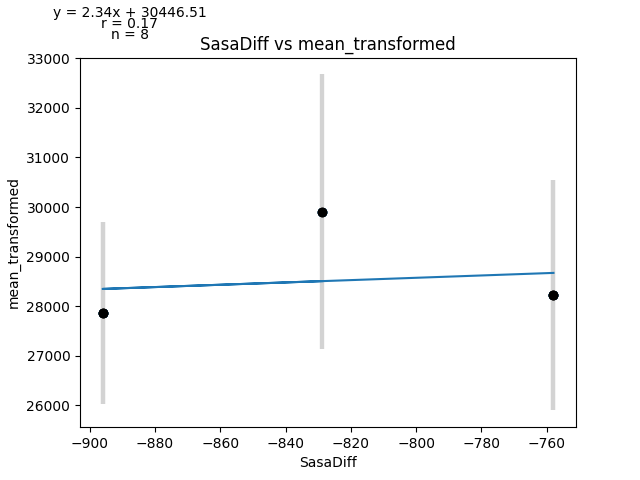 y = 2.34x + 30446.51
r = 0.17
n = 8
SasaDiff vs mean_transformed
33000
32000
31000
30000
29000
28000
27000
26000
mean_transformed
−900
−880
−860
−840
−820
−800
−780
−760
SasaDiff